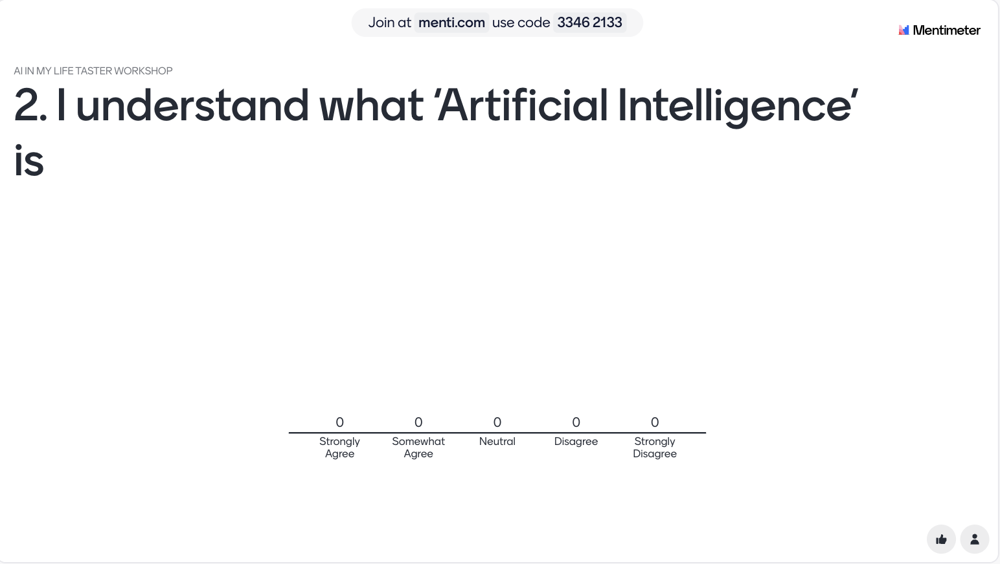 Join at menti.com use code 3346 2133
Mentimeter
AI IN MY LIFE TASTER WORKSHOP
2. I understand what ‘Artificial Intelligence’
is
0 0 0 0 0
Strongly Somewhat Neutral Disagree Strongly
Agree Agree Disagree